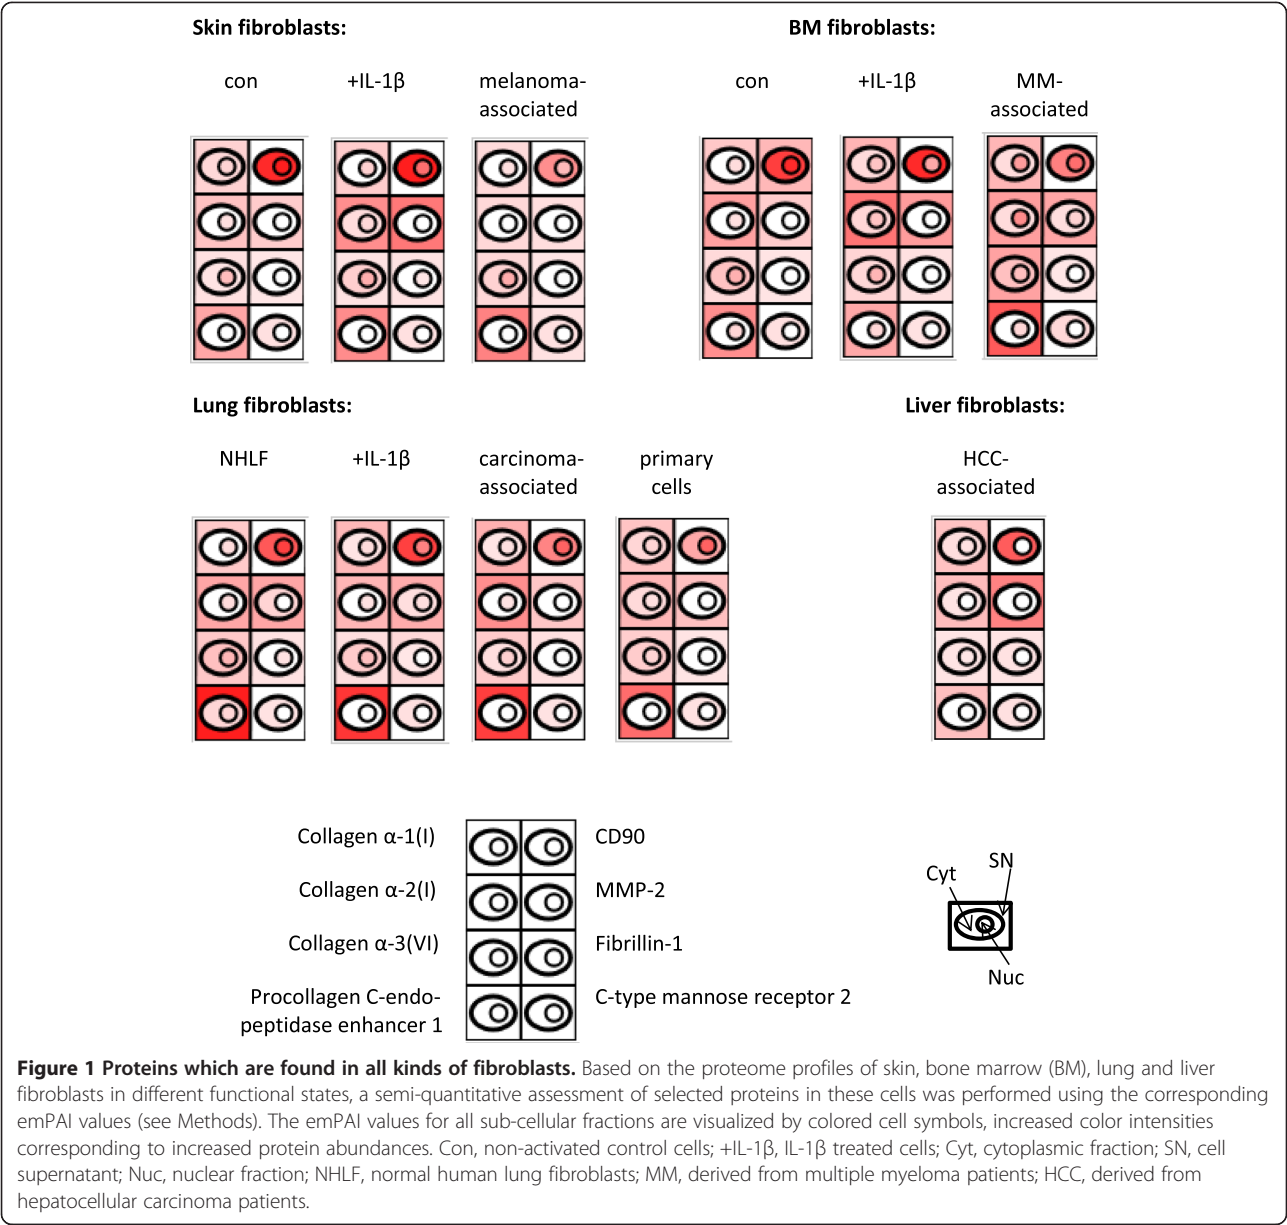 Skin fibroblasts:
BM fibroblasts:
con
+IL-1β
melanoma-
associated
con
+IL-1β
MM-
associated
Lung fibroblasts:
Liver fibroblasts:
NHLF
+IL-1β
carcinoma-
associated
primary
cells
HCC-
associated
Collagen α-1(I)
CD90
Collagen α-2(I)
MMP-2
Collagen α-3(VI)
Fibrillin-1
Procollagen C-endo-
peptidase enhancer 1
C-type mannose receptor 2
Cyt
SN
Nuc
Figure 1 Proteins which are found in all kinds of fibroblasts. Based on the proteome profiles of skin, bone marrow (BM), lung and liver
fibroblasts in different functional states, a semi-quantitative assessment of selected proteins in these cells was performed using the corresponding
emPAI values (see Methods). The emPAI values for all sub-cellular fractions are visualized by colored cell symbols, increased color intensities
corresponding to increased protein abundances. Con, non-activated control cells; +IL-1β, IL-1β treated cells; Cyt, cytoplasmic fraction; SN, cell
supernatant; Nuc, nuclear fraction; NHLF, normal human lung fibroblasts; MM, derived from multiple myeloma patients; HCC, derived from
hepatocellular carcinoma patients.